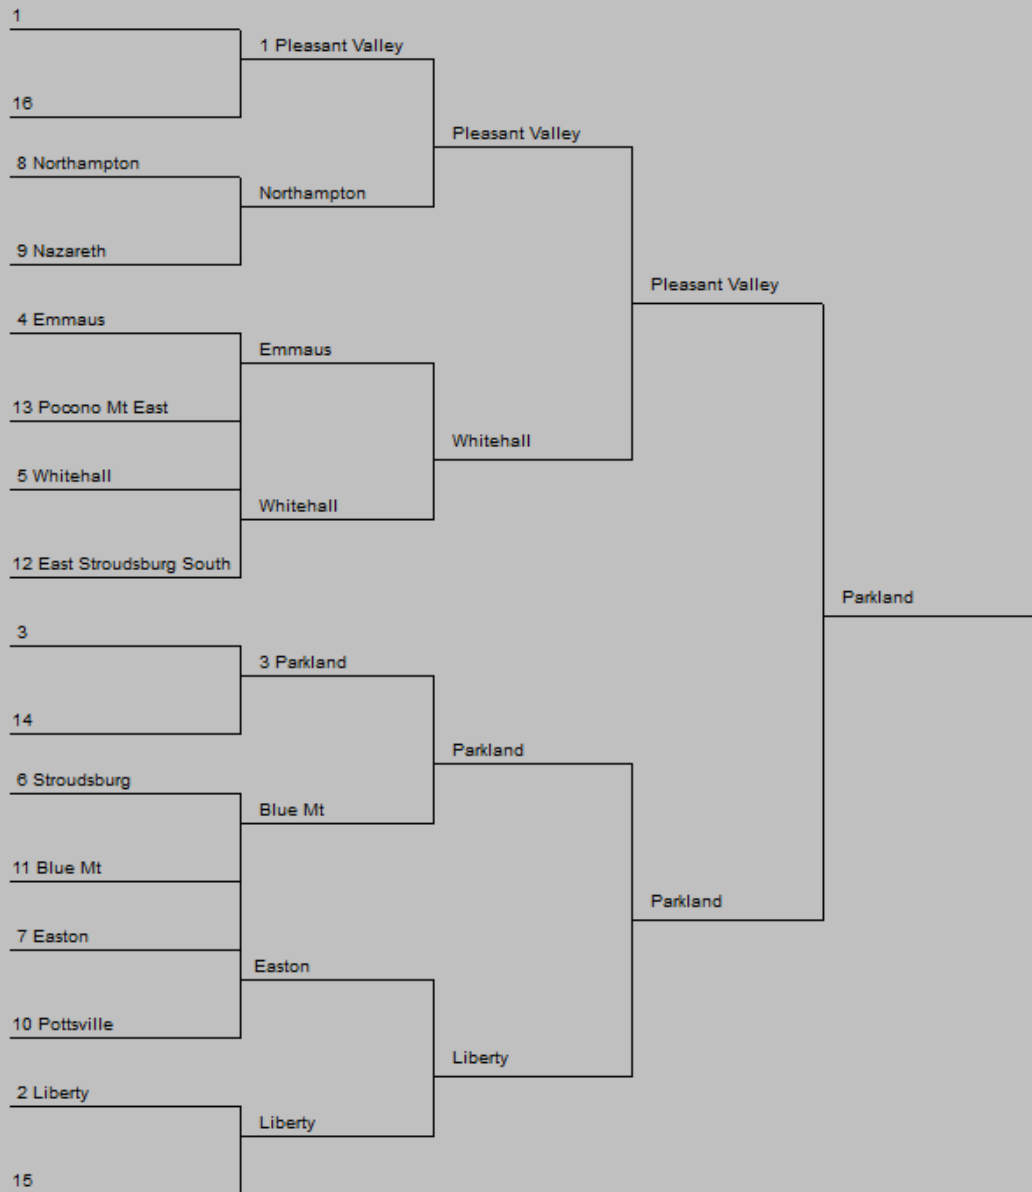 1
1 Pleasant Valley
16
Pleasant Valley
8 Northampton
Northampton
9 Nazareth
Pleasant Valley
4 Emmaus
Emmaus
13 Pocono Mt East
Whitehall
5 Whitehall
Whitehall
12 East Stroudsburg South
Parkland
3
3 Parkland
14
Parkland
6 Stroudsburg
Blue Mt
11 Blue Mt
Parkland
7 Easton
Easton
10 Pottsville
Liberty
2 Liberty
Liberty
15